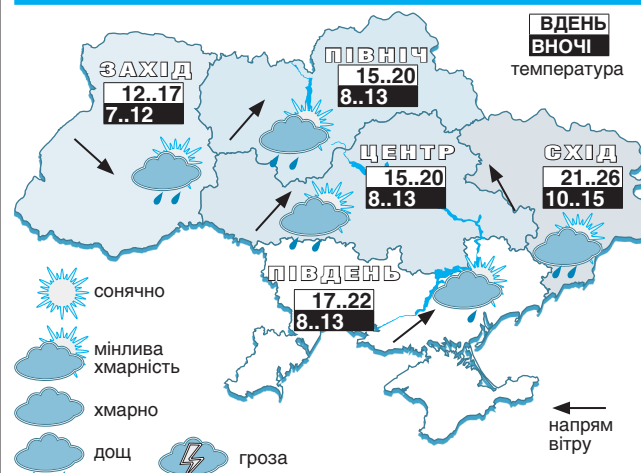 ВДЕНЬ
ВНОЧІ
температура
ЗАХІД
12..17
7..12
ПІВНІЧ
15..20
8..13
ЦЕНТР
15..20
8..13
СХІД
21..26
10..15
ПІВДЕНЬ
17..22
8..13
сонячно
мінлива
хмарність
хмарно
дощ
гроза
напрям
вітру